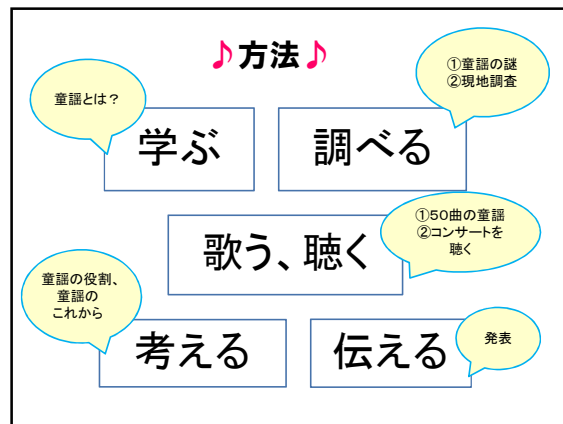 ♪方法♪
童謡とは？
学ぶ
①童謡の謎
②現地調査
調べる
歌う、聴く
①５０曲の童謡
②コンサートを
聴く
童謡の役割、
童謡の
これから
考える
伝える
発表